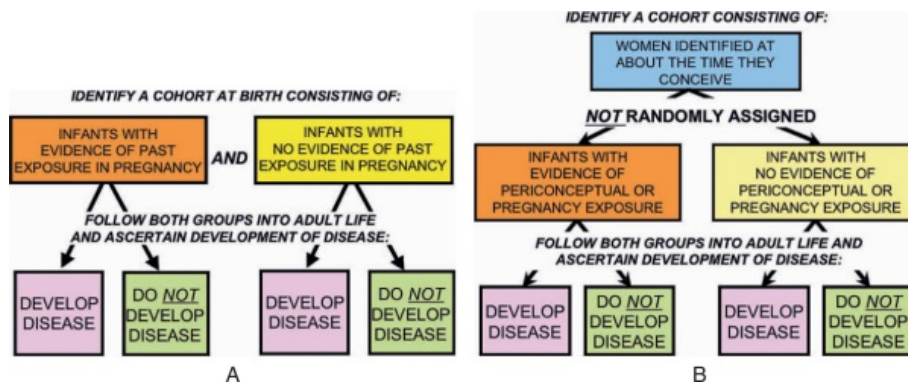 IDENTIFY A COHORT AT BIRTH CONSISTING OF:
INFANTS WITH
EVIDENCE OF PAST
EXPOSURE IN PREGNANCY
AND
INFANTS WITH
NO EVIDENCE OF PAST
EXPOSURE IN PREGNANCY
FOLLOW BOTH GROUPS INTO ADULT LIFE
AND ASCERTAIN DEVELOPMENT OF DISEASE:
DEVELOP
DISEASE
DO NOT
DEVELOP
DISEASE
DEVELOP
DISEASE
DO NOT
DEVELOP
DISEASE
A
IDENTIFY A COHORT CONSISTING OF:
WOMEN IDENTIFIED AT
ABOUT THE TIME THEY
CONCEIVE
NOT RANDOMLY ASSIGNED
INFANTS WITH
EVIDENCE OF
PERICONCEPTUAL OR
PREGNANCY EXPOSURE
INFANTS WITH
NO EVIDENCE OF
PERICONCEPTUAL OR
PREGNANCY EXPOSURE
FOLLOW BOTH GROUPS INTO ADULT LIFE AND
ASCERTAIN DEVELOPMENT OF DISEASE:
DEVELOP
DISEASE
DO NOT
DEVELOP
DISEASE
DEVELOP
DISEASE
DO NOT
DEVELOP
DISEASE
B